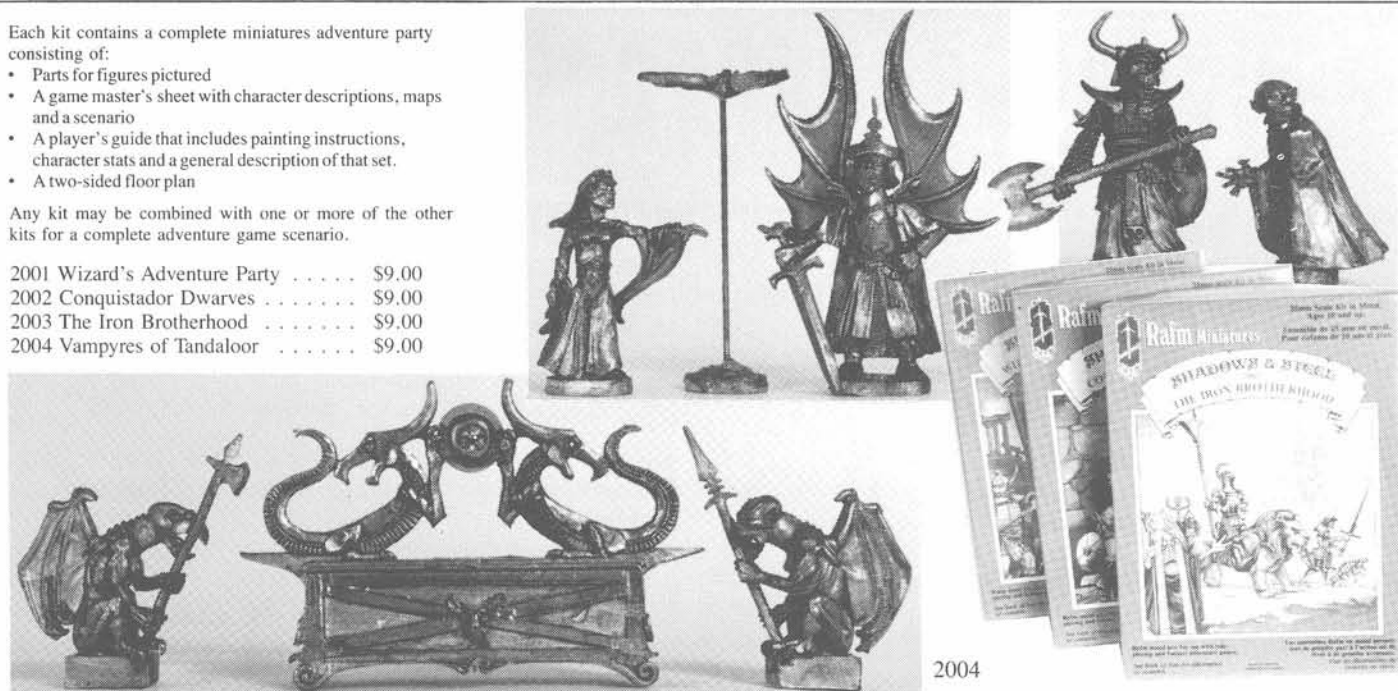 Each kit contains a complete miniatures adventure party
consisting of:
• Parts for figures pictured
• A game master's sheet with character descriptions, maps
and a scenario
• A player's guide that includes painting instructions,
character stats and a general description of that set.
• A two-sided floor plan
Any kit may be combined with one or more of the other
kits for a complete adventure game scenario.
2001 Wizard's Adventure Party . . . . . $9.00
2002 Conquistador Dwarves . . . . . . . $9.00
2003 The Iron Brotherhood . . . . . . . $9.00
2004 Vampyres of Tandaloor . . . . . . $9.00
Ral
Ral
Ral Miniatures
SHADOWS & STEEL
THE IRON BROTHERHOOD
2004